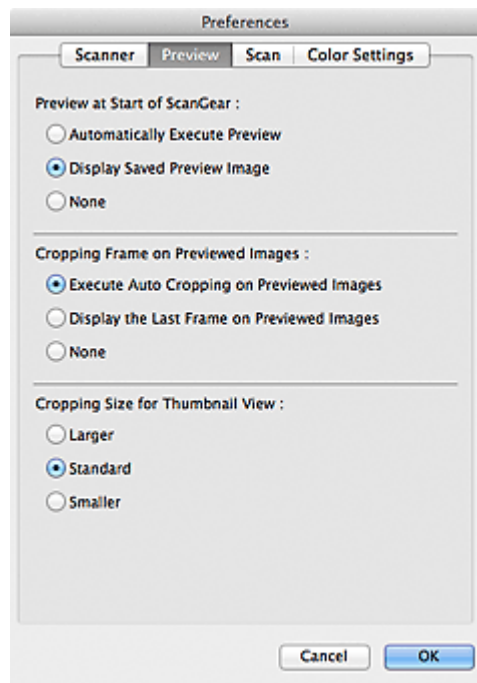 Preferences
Scanner Preview Scan Color Settings
Preview at Start of ScanGear :
Automatically Execute Preview
Display Saved Preview Image
None
Cropping Frame on Previewed Images :
Execute Auto Cropping on Previewed Images
Display the Last Frame on Previewed Images
None
Cropping Size for Thumbnail View :
Larger
Standard
Smaller
Cancel OK